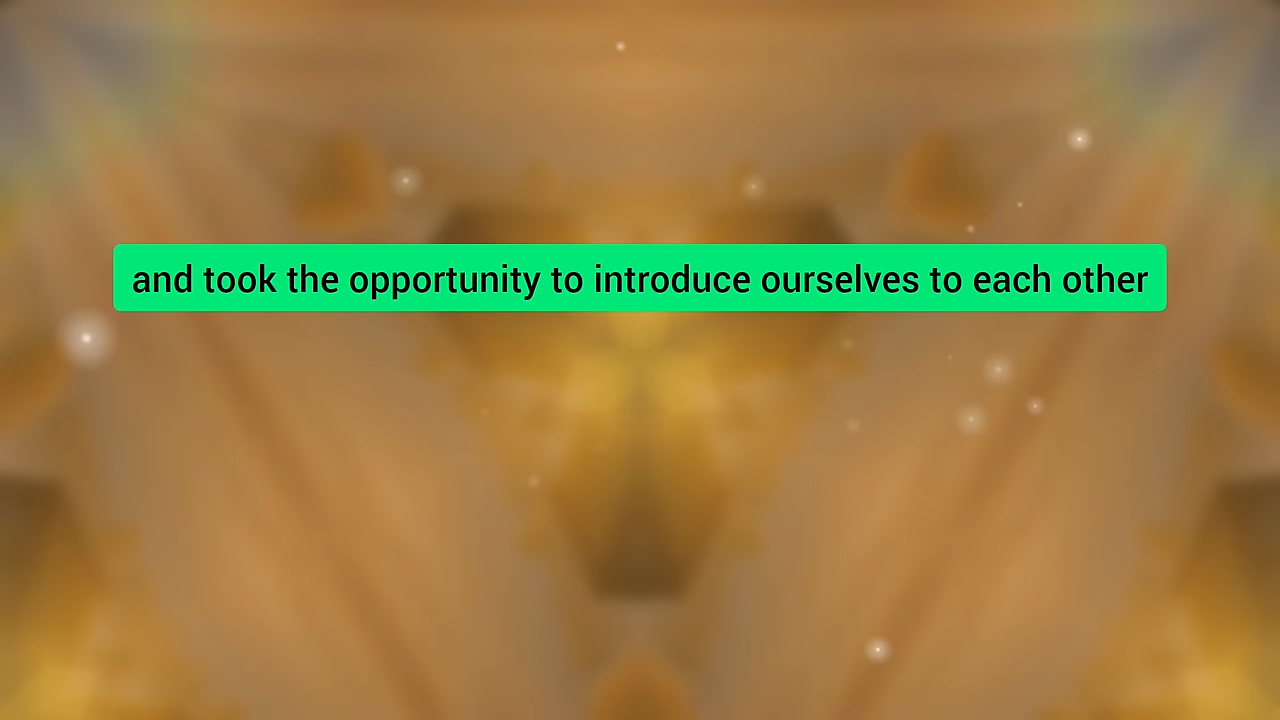 and took the opportunity to introduce ourselves to each other